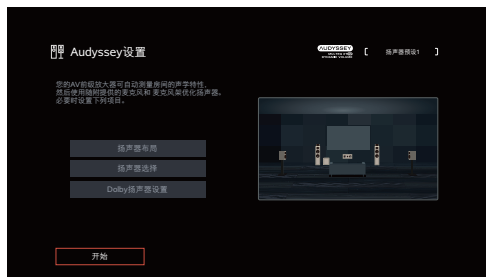 Audyssey设置
AUDYSSEY
DYNAMIC VOLUME
[ 扬声器预设1 ]
您的AV前级放大器可自动测量房间的声学特性,
然后使用随附提供的麦克风和 麦克风架优化扬声器。
必要时设置下列项目。
扬声器布局
扬声器选择
Dolby扬声器设置
开始